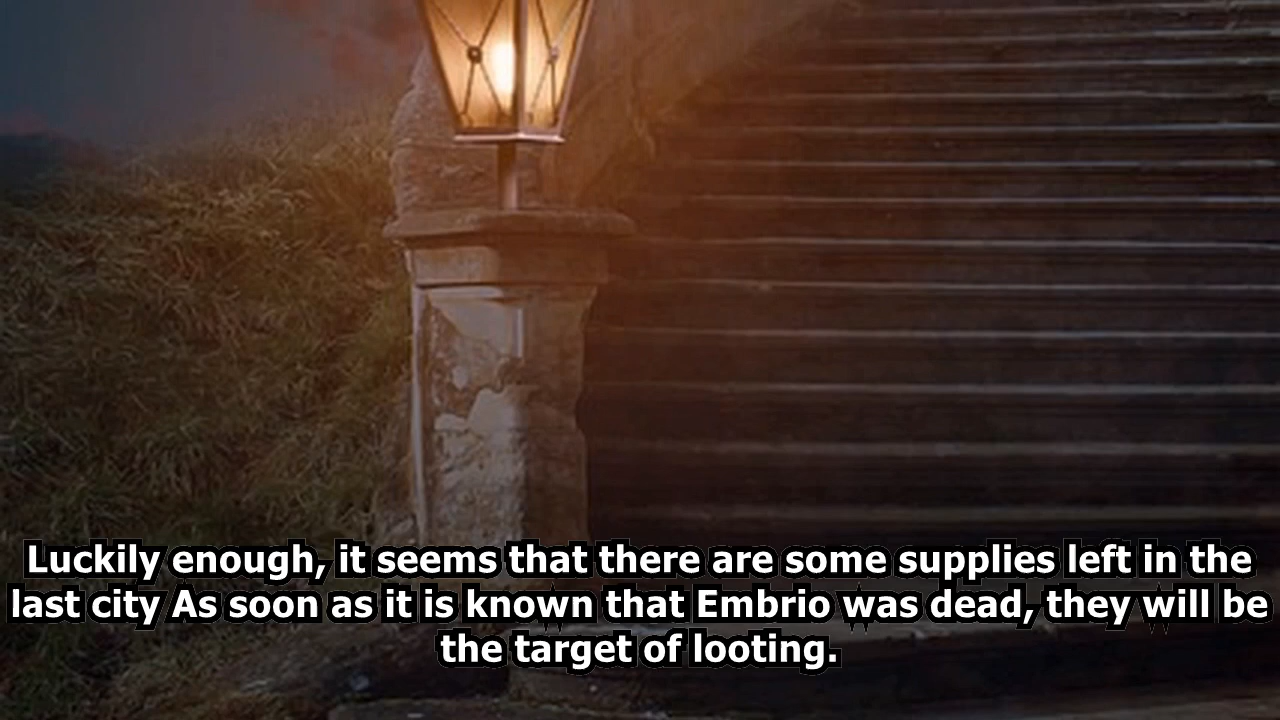 Luckily enough, it seems that there are some supplies left in the
last city As soon as it is known that Embrio was dead, they will be
the target of looting.